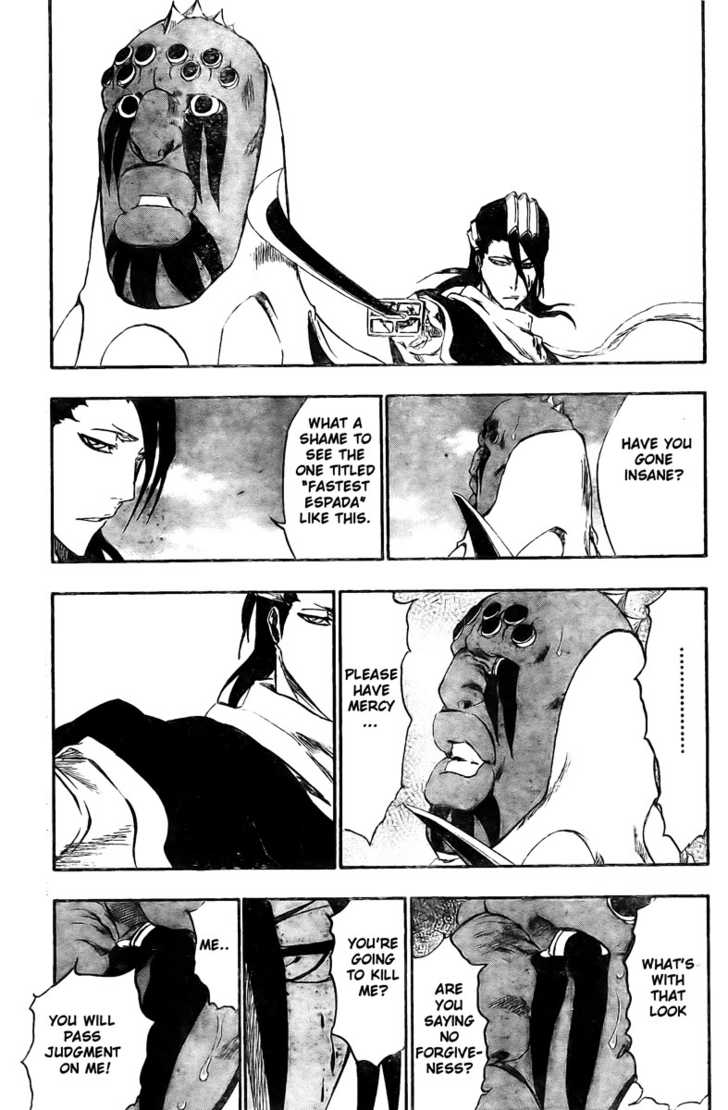 HAVE YOU
GONE
INSANE?
WHAT A
SHAME TO
SEE THE
ONE TITLED
"FASTEST
ESPADA"
LIKE THIS.
..............
PLEASE
HAVE
MERCY
...
WHAT'S
WITH
THAT
LOOK
ARE
YOU
SAYING
NO
FORGIVE-
NESS?
YOU'RE
GOING
TO KILL
ME?
ME..
YOU WILL
PASS
JUDGMENT
ON ME!